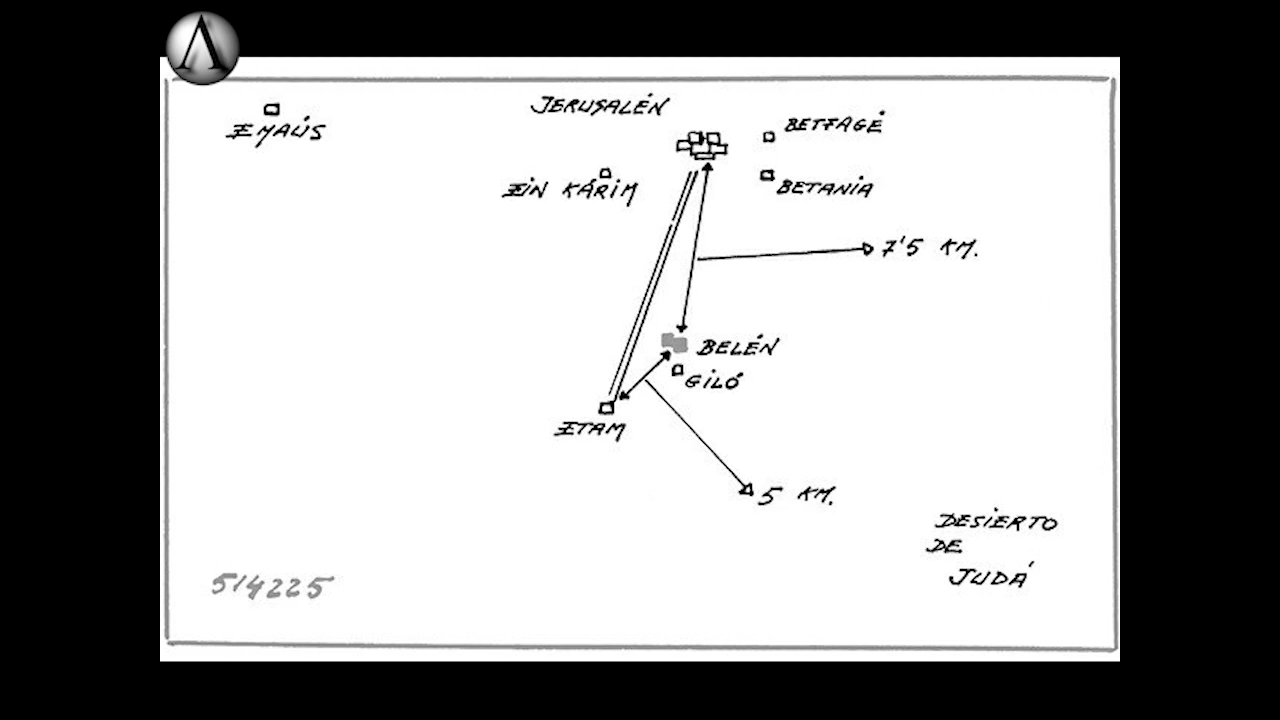 Λ
JERUSALÉN
EMAÚS
BETFAGÉ
EIN KÁRIM
BETANIA
7'5 KM.
BELÉN
GILÓ
ETAM
5 KM.
DESIERTO
DE
JUDÁ
514225